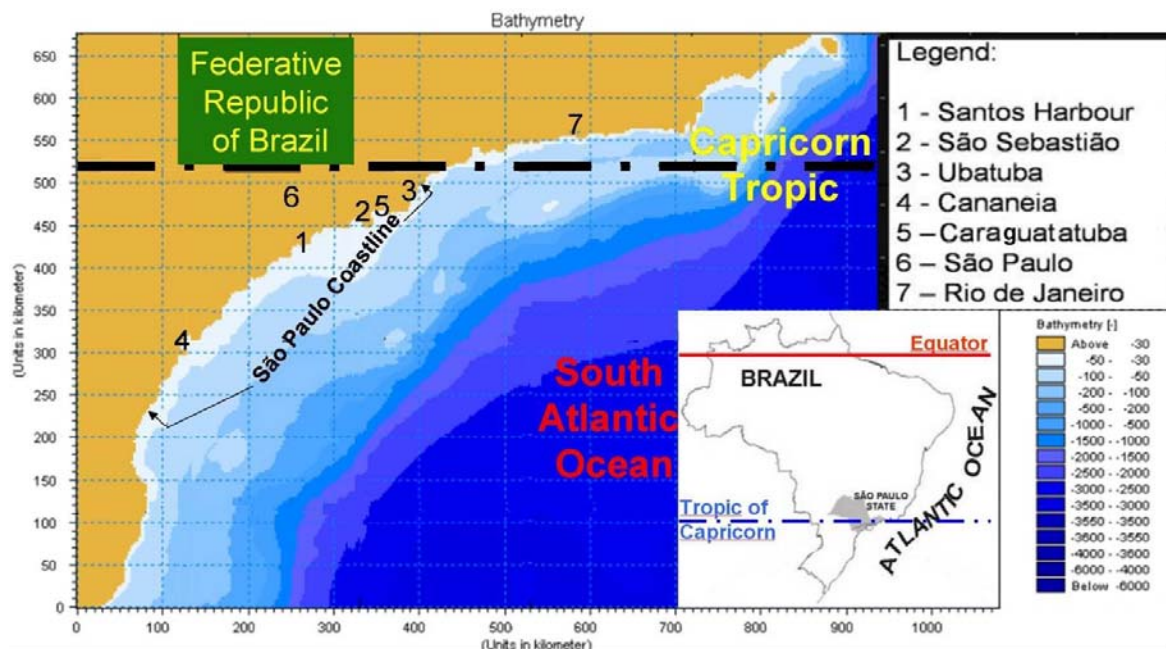 Bathymetry
Federative
Republic
of Brazil
Capricorn
Tropic
South
Atlantic
Ocean
São Paulo Coastline
1
2
3
4
5
6
7
(Units in kilometer)
650
600
550
500
450
400
350
300
250
200
150
100
50
0
0 100 200 300 400 500 600 700 800 900 1000
(Units in kilometer)
Legend:
1 - Santos Harbour
2 - São Sebastião
3 - Ubatuba
4 - Cananeia
5 –Caraguatatuba
6 – São Paulo
7 – Rio de Janeiro
Equator
BRAZIL
SÃO PAULO
STATE
Tropic of
Capricorn
ATLANTIC OCEAN
Bathymetry [-]
Above -30
-50 - -30
-100 - -50
-200 - -100
-500 - -200
-1000 - -500
-1500 - -1000
-2000 - -1500
-2500 - -2000
-3000 - -2500
-3500 - -3000
-3550 - -3500
-3600 - -3550
-4000 - -3600
-6000 - -4000
Below -6000